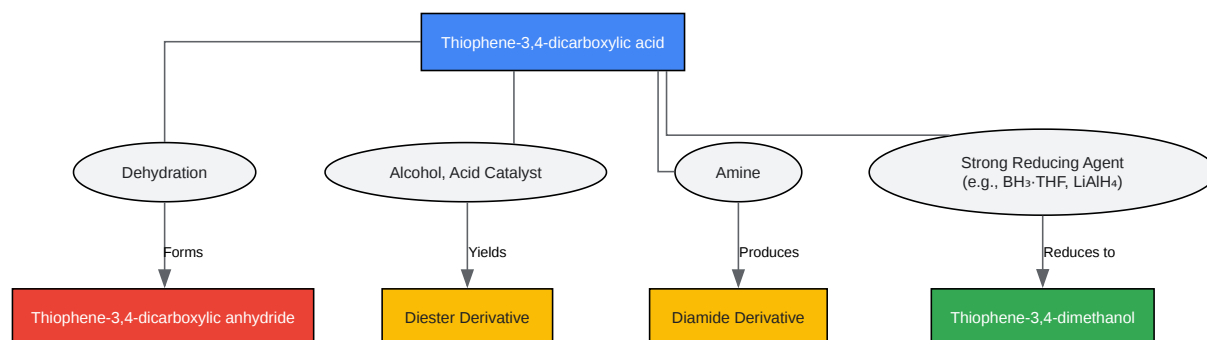 Thiophene-3,4-dicarboxylic acid
Dehydration
Alcohol, Acid Catalyst
Amine
Strong Reducing Agent
(e.g., BH₃·THF, LiAlH₄)
Forms
Yields
Produces
Reduces to
Thiophene-3,4-dicarboxylic anhydride
Diester Derivative
Diamide Derivative
Thiophene-3,4-dimethanol